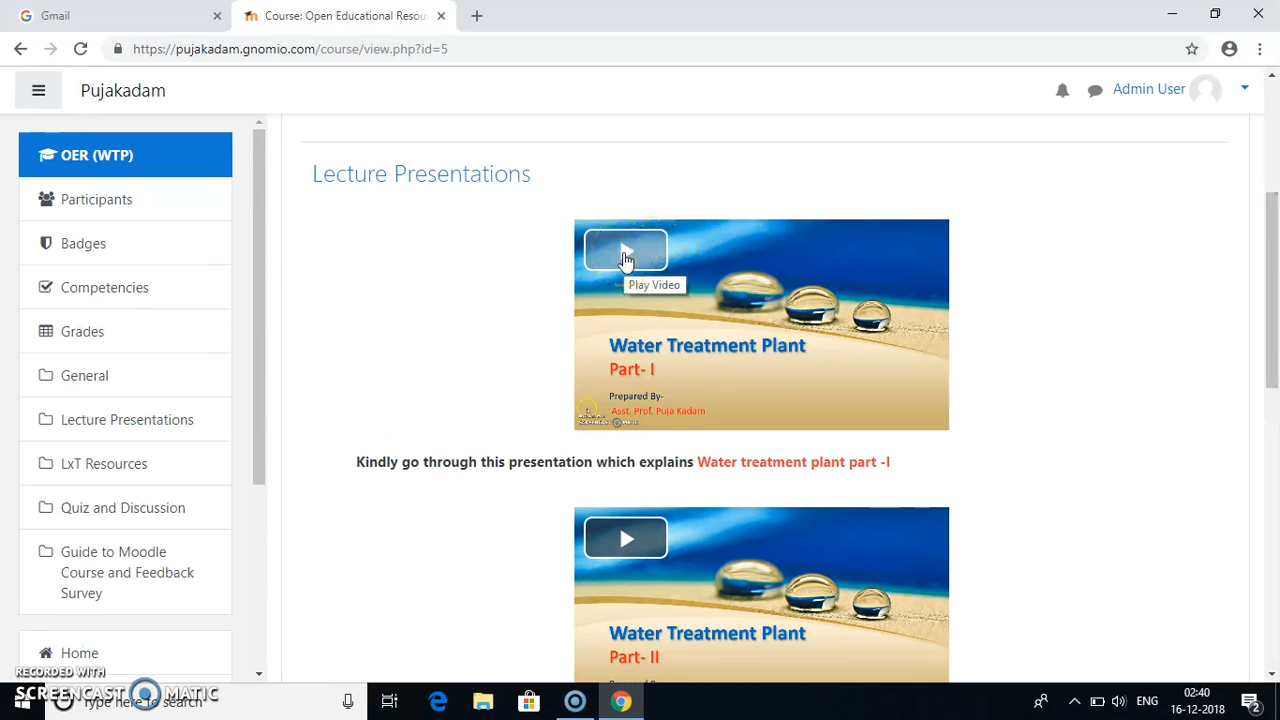 Gmail
Course: Open Educational Resou
https://pujakadam.gnomio.com/course/view.php?id=5
Pujakadam
Admin User
OER (WTP)
Participants
Badges
Competencies
Grades
General
Lecture Presentations
LxT Resources
Quiz and Discussion
Guide to Moodle
Course and Feedback
Survey
Home
Lecture Presentations
Play Video
Water Treatment Plant
Part- I
Prepared By-
Asst. Prof. Puja Kadam
Kindly go through this presentation which explains Water treatment plant part -I
Water Treatment Plant
Part- II
RECORDED WITH
SCREENCAST MATIC
Type here to search
ENG
02:40
16-12-2018
2